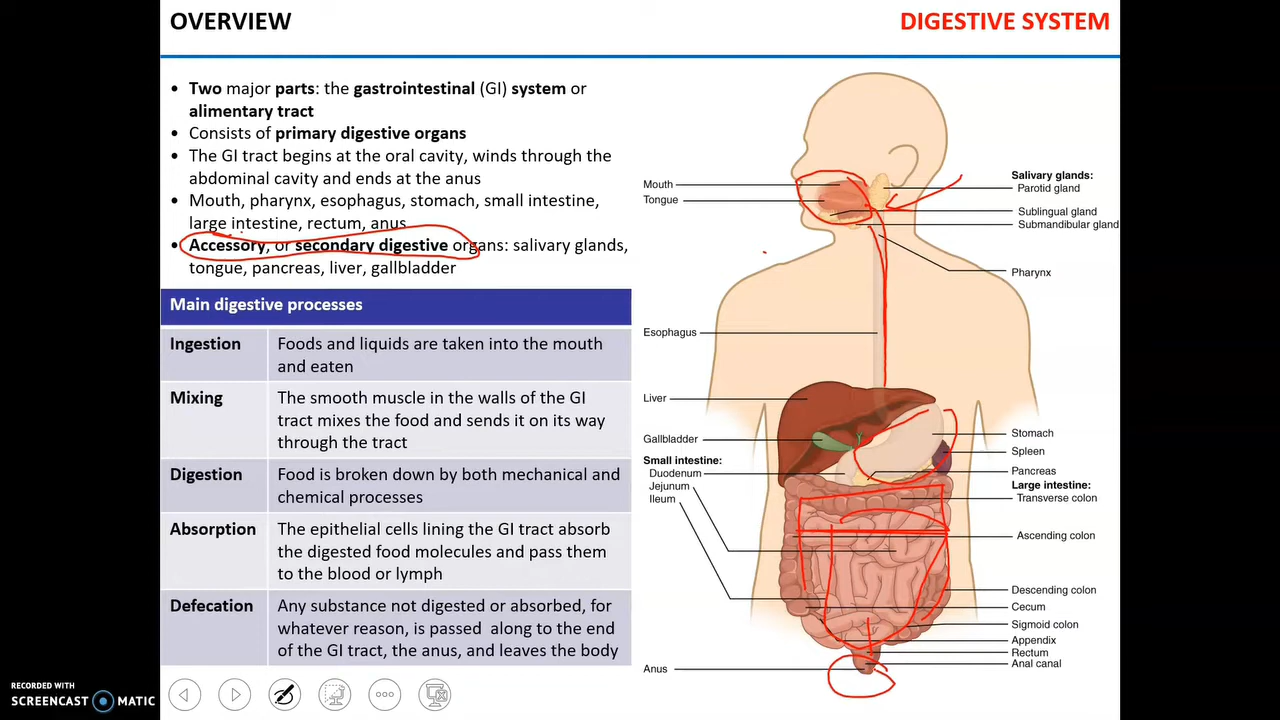 OVERVIEW
DIGESTIVE SYSTEM
• Two major parts: the gastrointestinal (GI) system or
alimentary tract
• Consists of primary digestive organs
• The GI tract begins at the oral cavity, winds through the
abdominal cavity and ends at the anus
• Mouth, pharynx, esophagus, stomach, small intestine,
large intestine, rectum, anus
• Accessory, or secondary digestive organs: salivary glands,
tongue, pancreas, liver, gallbladder
Main digestive processes
Ingestion
Foods and liquids are taken into the mouth
and eaten
Mixing
The smooth muscle in the walls of the GI
tract mixes the food and sends it on its way
through the tract
Digestion
Food is broken down by both mechanical and
chemical processes
Absorption
The epithelial cells lining the GI tract absorb
the digested food molecules and pass them
to the blood or lymph
Defecation
Any substance not digested or absorbed, for
whatever reason, is passed along to the end
of the GI tract, the anus, and leaves the body
Mouth
Tongue
Esophagus
Liver
Gallbladder
Small intestine:
Duodenum
Jejunum
Ileum
Anus
Salivary glands:
Parotid gland
Sublingual gland
Submandibular gland
Pharynx
Stomach
Spleen
Pancreas
Large intestine:
Transverse colon
Ascending colon
Descending colon
Cecum
Sigmoid colon
Appendix
Rectum
Anal canal
RECORDED WITH
SCREENCAST MATIC